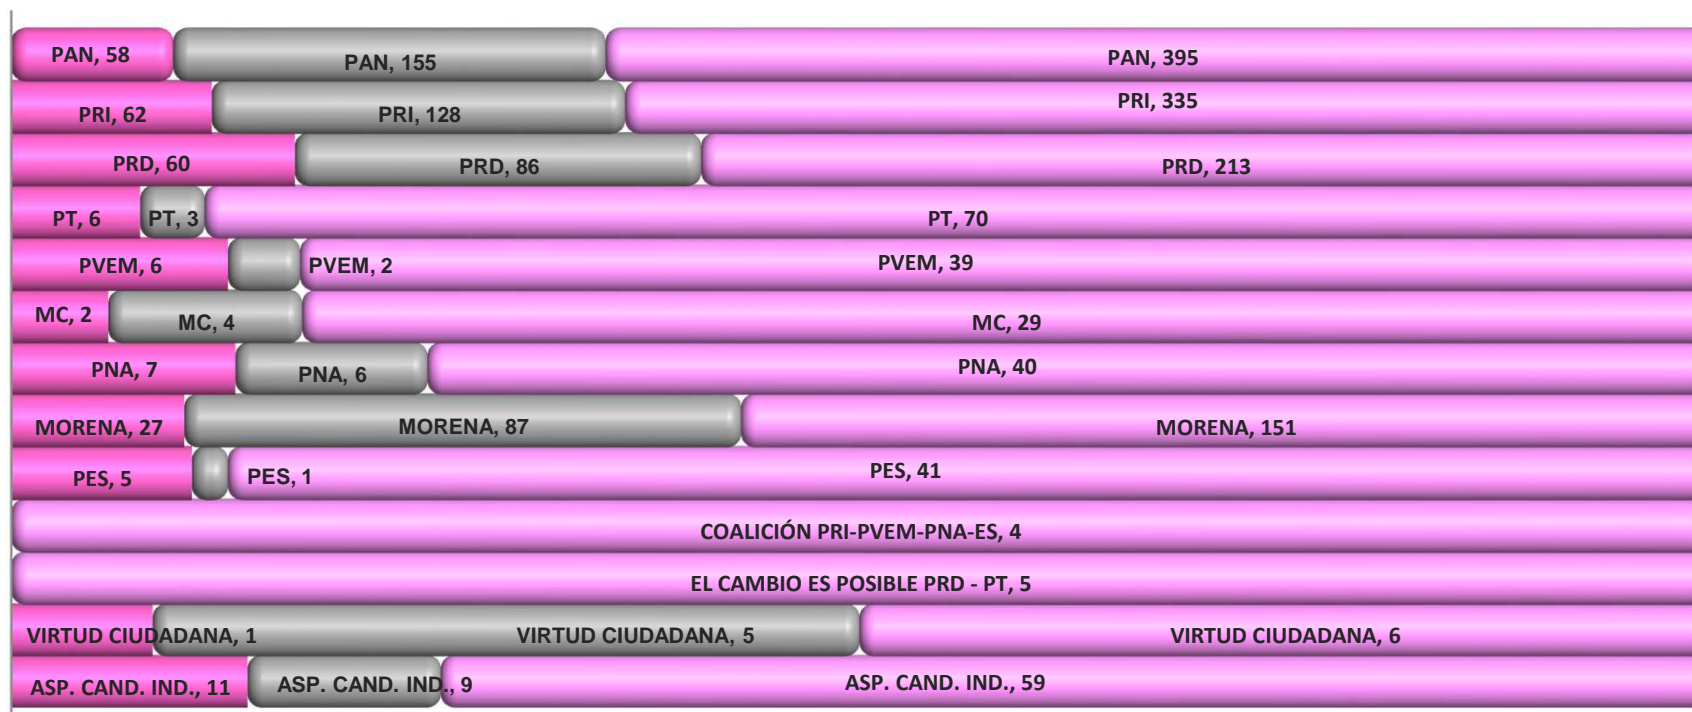 PAN, 58 PAN, 155 PAN, 395
PRI, 62 PRI, 128 PRI, 335
PRD, 60 PRD, 86 PRD, 213
PT, 6 PT, 3 PT, 70
PVEM, 6 PVEM, 2 PVEM, 39
MC, 2 MC, 4 MC, 29
PNA, 7 PNA, 6 PNA, 40
MORENA, 27 MORENA, 87 MORENA, 151
PES, 5 PES, 1 PES, 41
COALICIÓN PRI-PVEM-PNA-ES, 4
EL CAMBIO ES POSIBLE PRD - PT, 5
VIRTUD CIUDADANA, 1 VIRTUD CIUDADANA, 5 VIRTUD CIUDADANA, 6
ASP. CAND. IND., 11 ASP. CAND. IND., 9 ASP. CAND. IND., 59